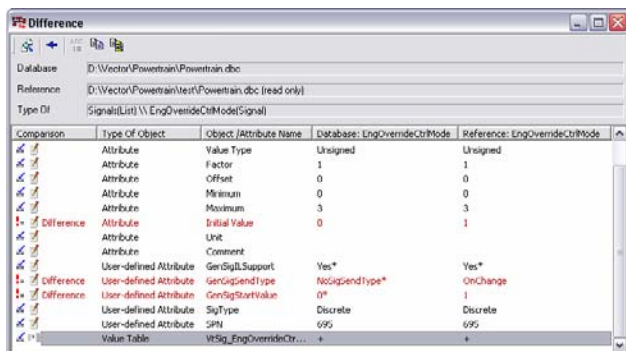 Difference
Database D:\Vector\Powertrain\Powertrain.dbc
Reference D:\Vector\Powertrain\test\Powertrain.dbc (read only)
Type Of Signals(List) \\ EngOverrideCtrlMode(Signal)
Comparison Type Of Object Object /Attribute Name Database: EngOverrideCtrlMode Reference: EngOverrideCtrlMode
Attribute Value Type Unsigned Unsigned
Attribute Factor 1 1
Attribute Offset 0 0
Attribute Minimum 0 0
Attribute Maximum 3 3
Difference Attribute Initial Value 0 1
Attribute Unit
Attribute Comment
User-defined Attribute GenSigILSupport Yes* Yes*
Difference User-defined Attribute GenSigSendType NoSigSendType* OnChange
Difference User-defined Attribute GenSigStartValue 0* 1
User-defined Attribute SigType Discrete Discrete
User-defined Attribute SPN 695 695
Value Table VtSig_EngOverrideCtr... + +